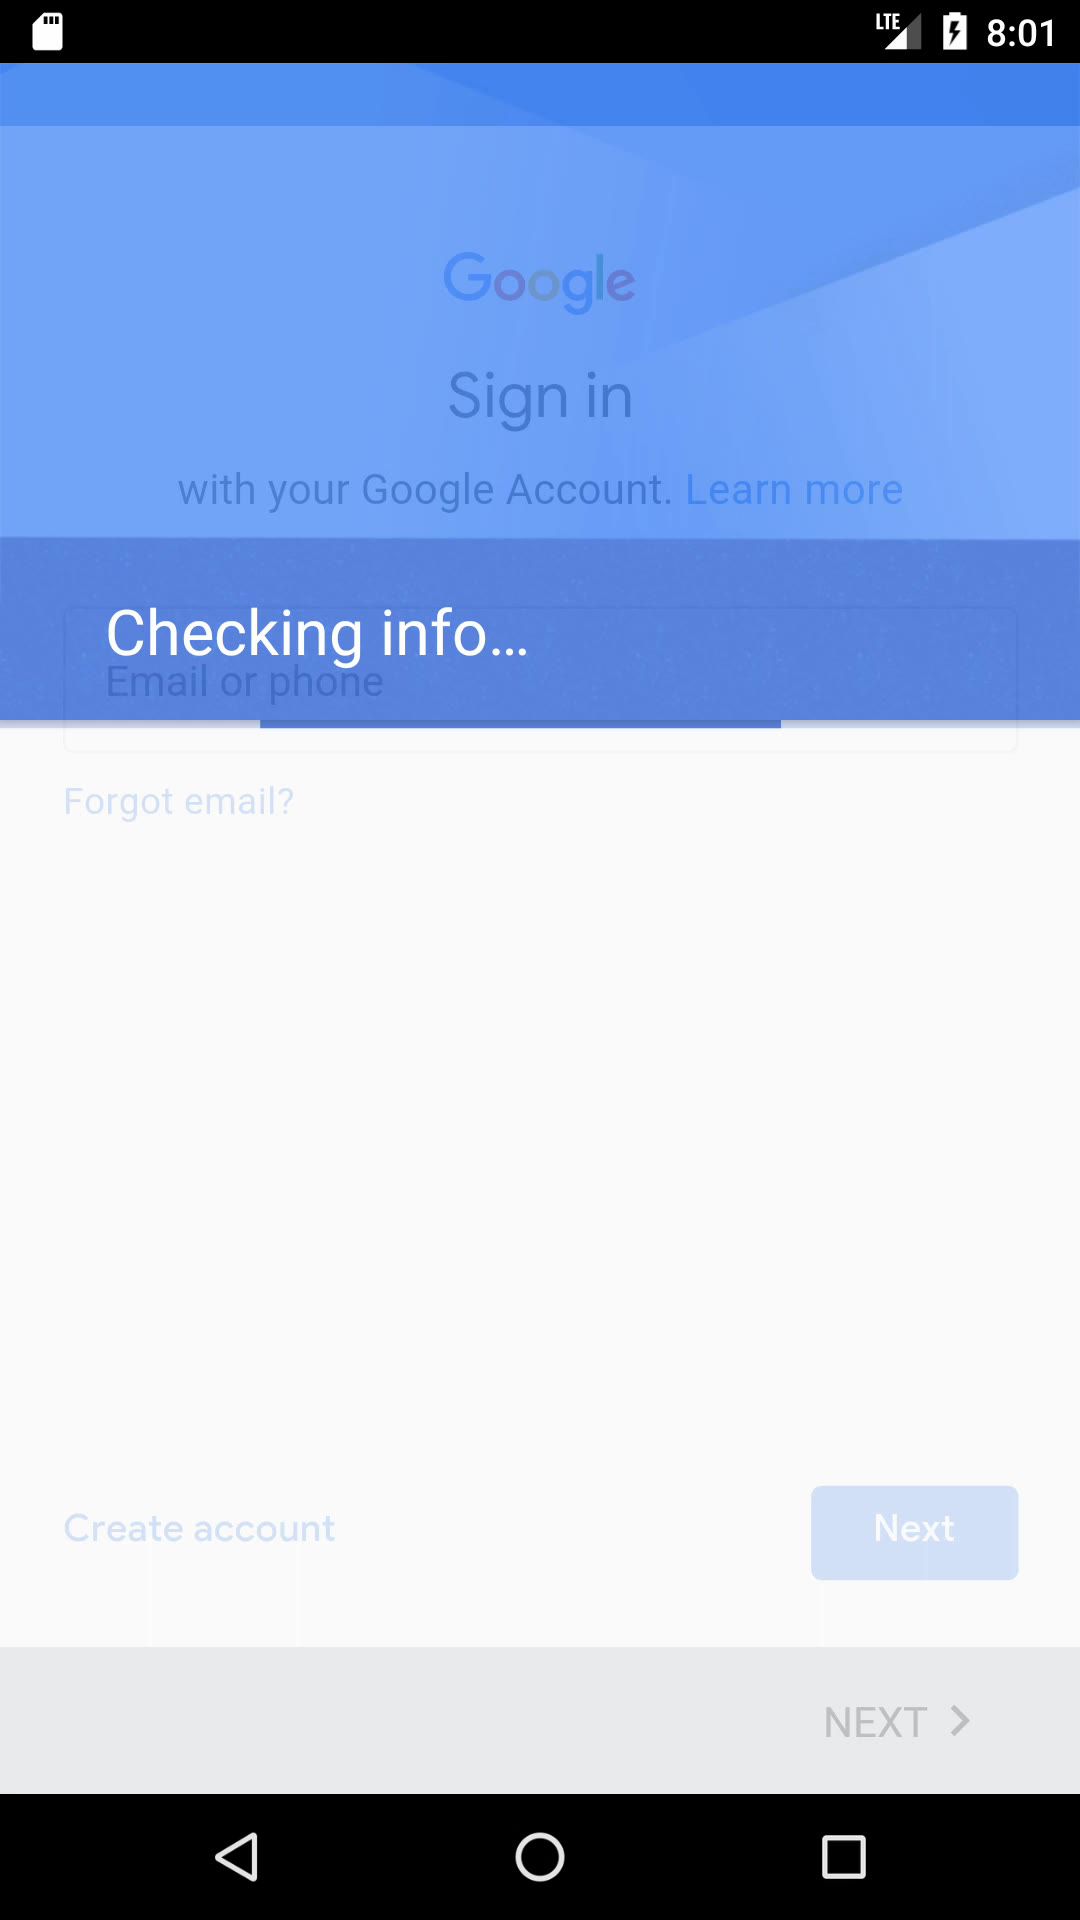 LTE 8:01
Google
Sign in
with your Google Account. Learn more
Checking info...
Email or phone
Forgot email?
Create account Next
NEXT